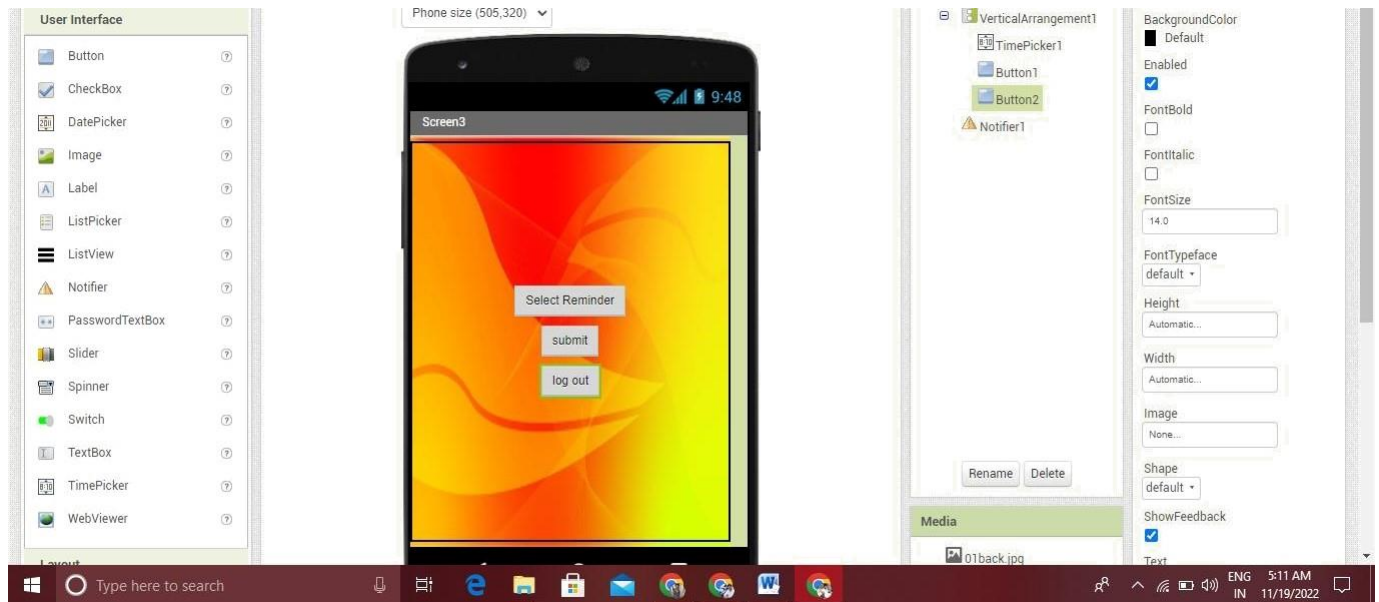 User Interface
Button
CheckBox
DatePicker
Image
Label
ListPicker
ListView
Notifier
PasswordTextBox
Slider
Spinner
Switch
TextBox
TimePicker
WebViewer
Layout
Phone size (505,320)
9:48
Screen3
Select Reminder
submit
log out
VerticalArrangement1
TimePicker1
Button1
Button2
Notifier1
Rename Delete
Media
01back.jpg
BackgroundColor
Default
Enabled
FontBold
FontItalic
FontSize
14.0
FontTypeface
default
Height
Automatic...
Width
Automatic...
Image
None...
Shape
default
ShowFeedback
Text
Type here to search
ENG 5:11 AM
IN 11/19/2022